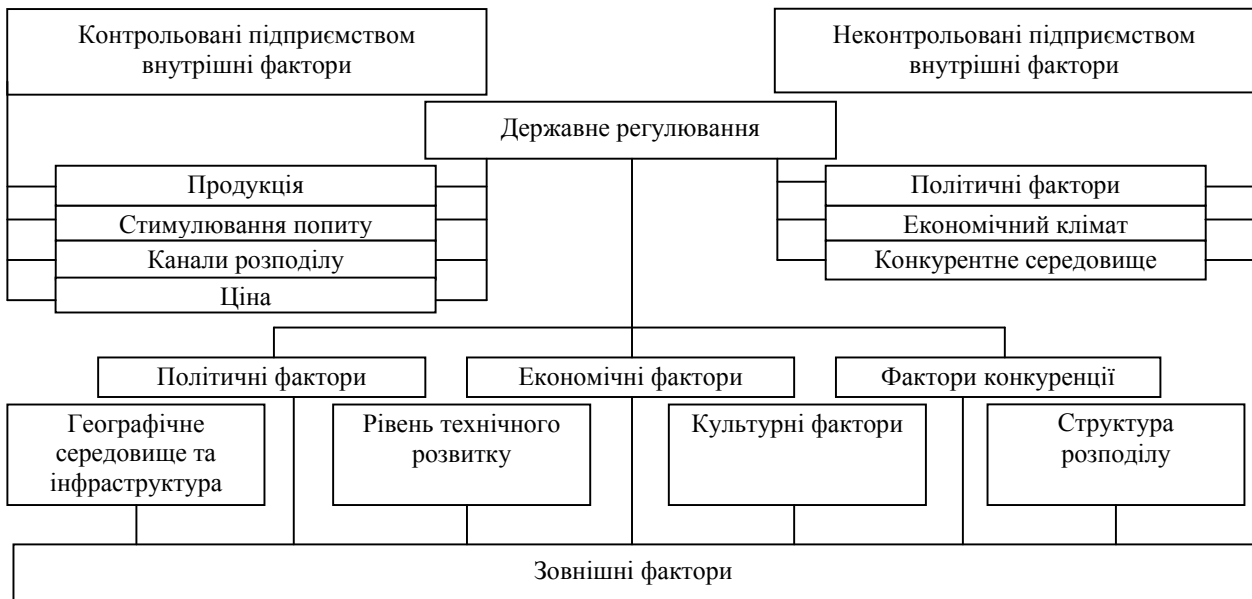 Контрольовані підприємством
внутрішні фактори
Неконтрольовані підприємством
внутрішні фактори
Державне регулювання
Продукція
Стимулювання попиту
Канали розподілу
Ціна
Політичні фактори
Економічний клімат
Конкурентне середовище
Політичні фактори
Економічні фактори
Фактори конкуренції
Географічне
середовище та
інфраструктура
Рівень технічного
розвитку
Культурні фактори
Структура
розподілу
Зовнішні фактори